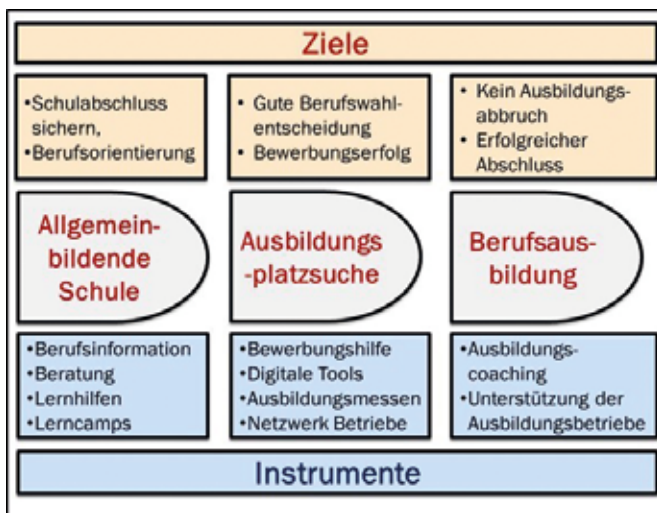 Ziele
•Schulabschluss
sichern,
•Berufsorientierung
• Gute Berufswahl-
entscheidung
• Bewerbungserfolg
• Kein Ausbildungs-
abbruch
• Erfolgreicher
Abschluss
Allgemein-
bildende
Schule
Ausbildungs
-platzsuche
Berufsaus-
bildung
•Berufsinformation
•Beratung
•Lernhilfen
•Lerncamps
•Bewerbungshilfe
•Digitale Tools
•Ausbildungsmessen
•Netzwerk Betriebe
•Ausbildungs-
coaching
•Unterstützung der
Ausbildungsbetriebe
Instrumente